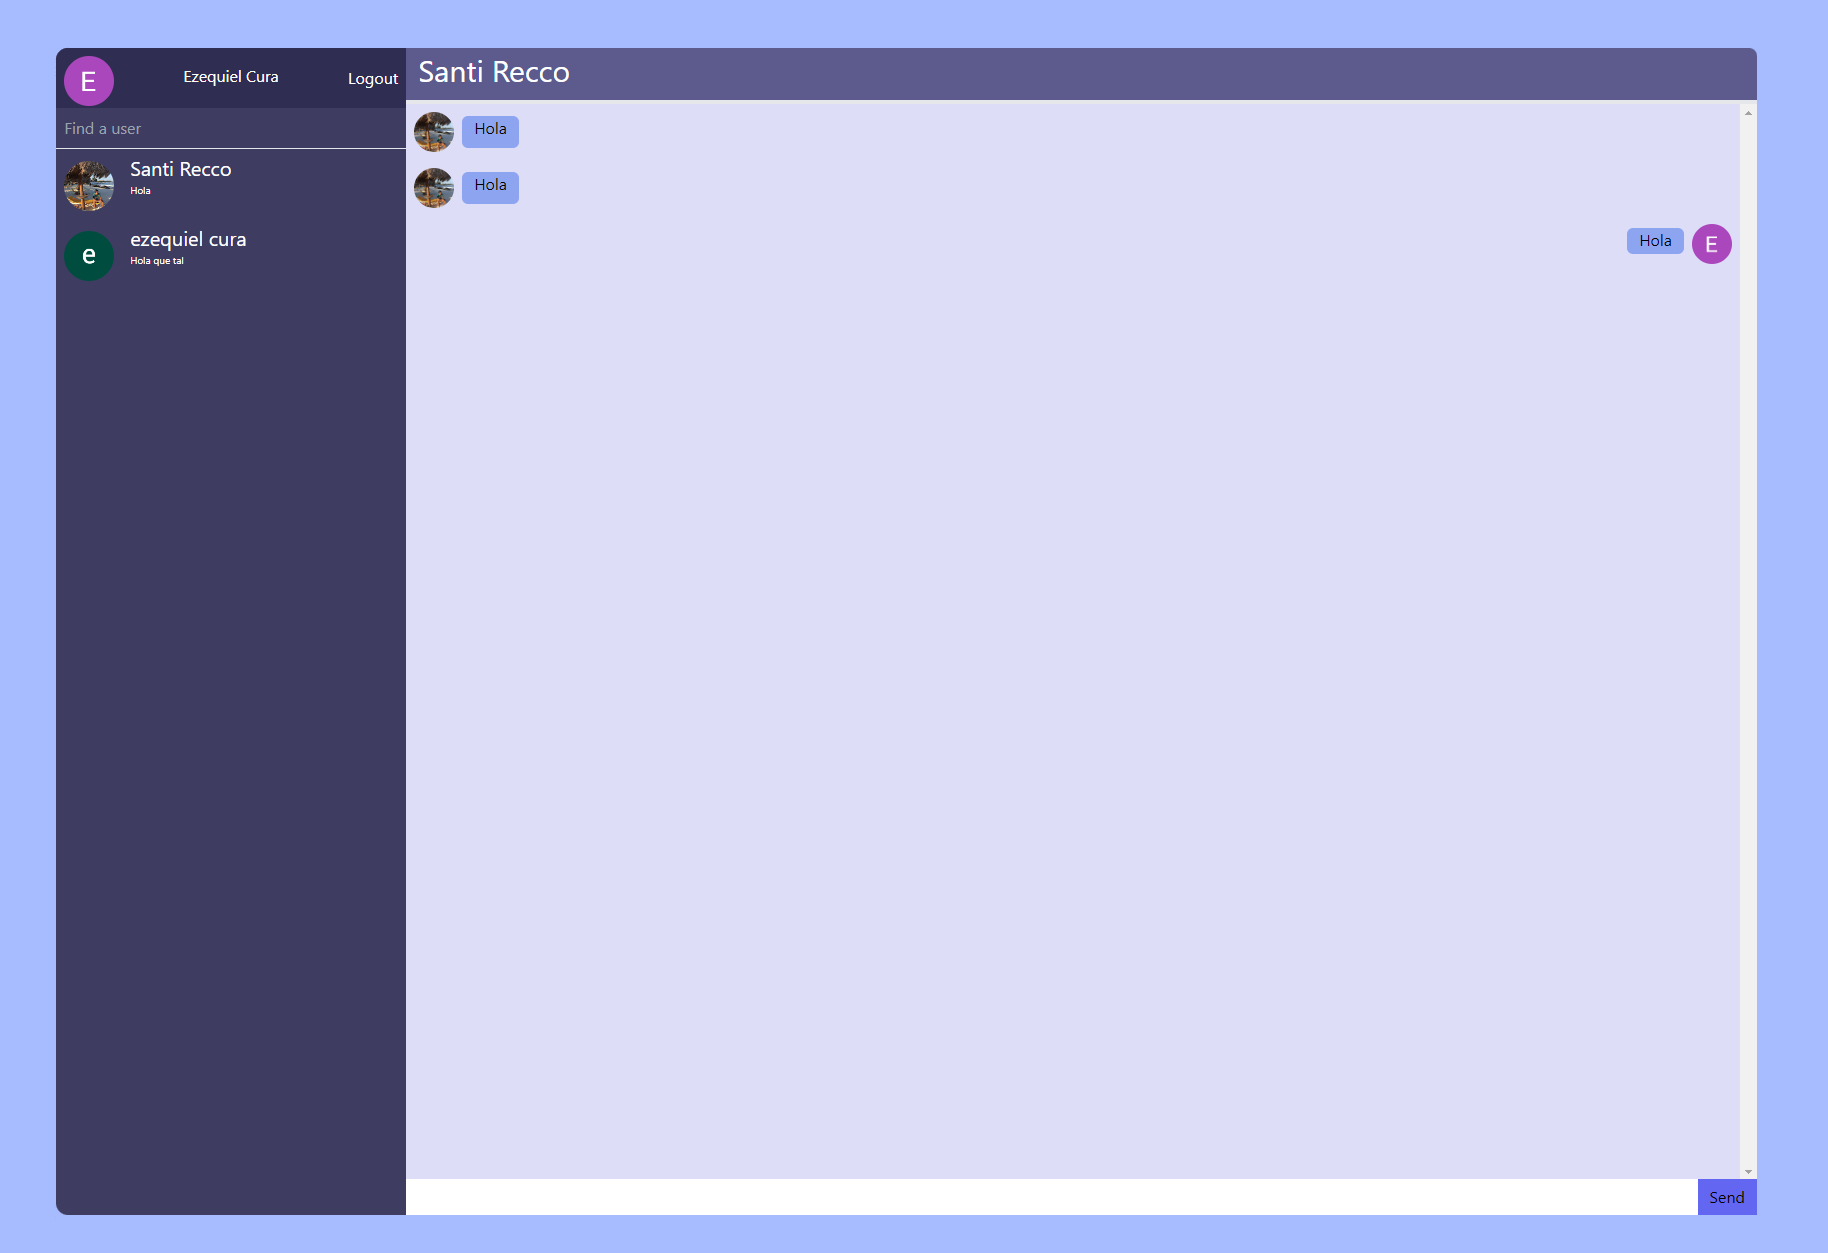 E
Ezequiel Cura
Logout
Find a user
Santi Recco
Hola
e
ezequiel cura
Hola que tal
Santi Recco
Hola
Hola
Hola
E
Send